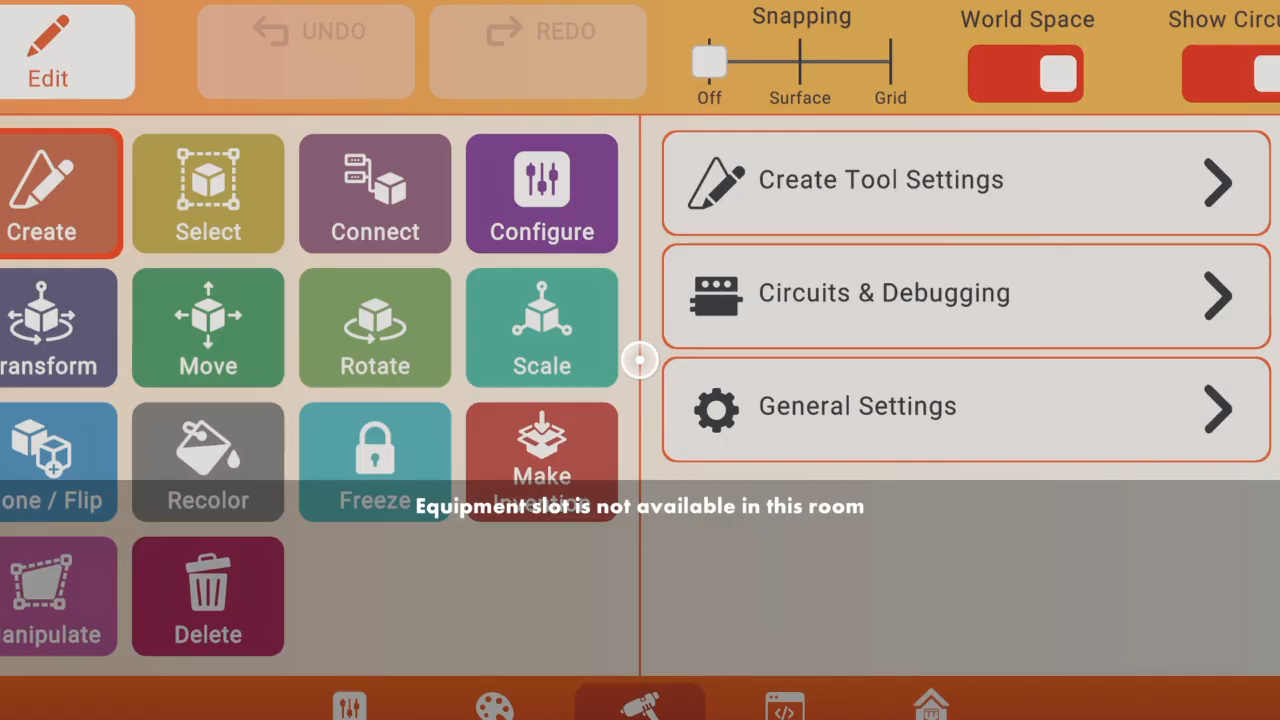 Edit
UNDO
REDO
Snapping
Off
Surface
Grid
World Space
Show Circu
Create
Select
Connect
Configure
Create Tool Settings
ransform
Move
Rotate
Scale
Circuits & Debugging
one / Flip
Recolor
Freeze
Make
Invention
General Settings
Equipment slot is not available in this room
anipulate
Delete